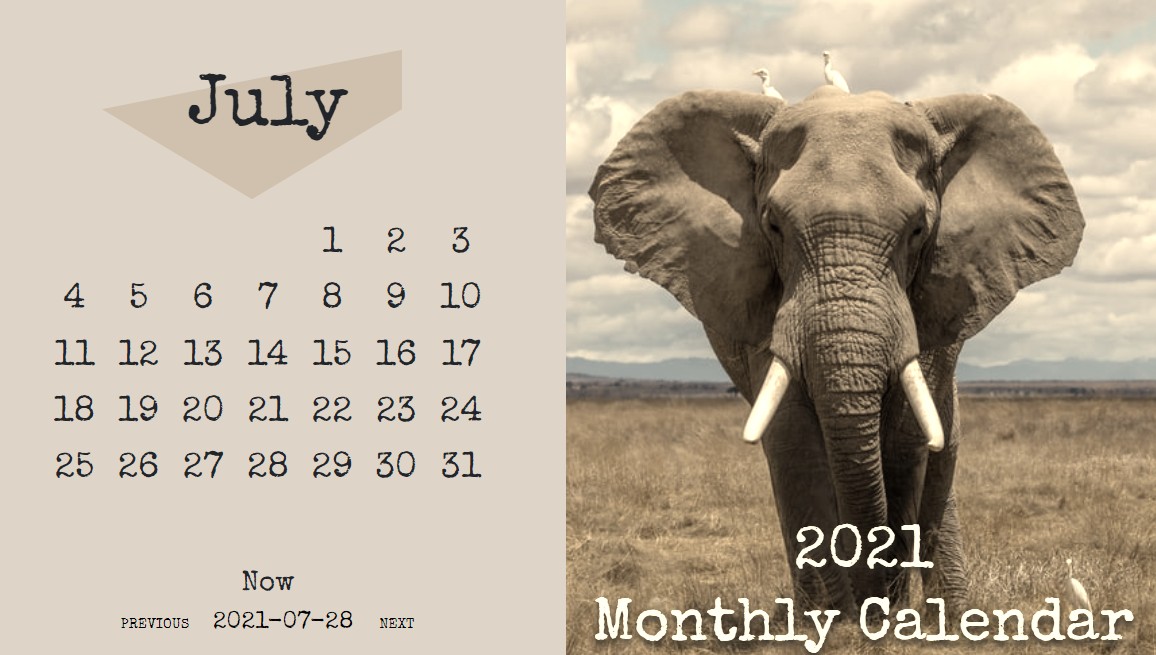 July
1 2 3
4 5 6 7 8 9 10
11 12 13 14 15 16 17
18 19 20 21 22 23 24
25 26 27 28 29 30 31
Now
PREVIOUS 2021-07-28 NEXT
2021
Monthly Calendar